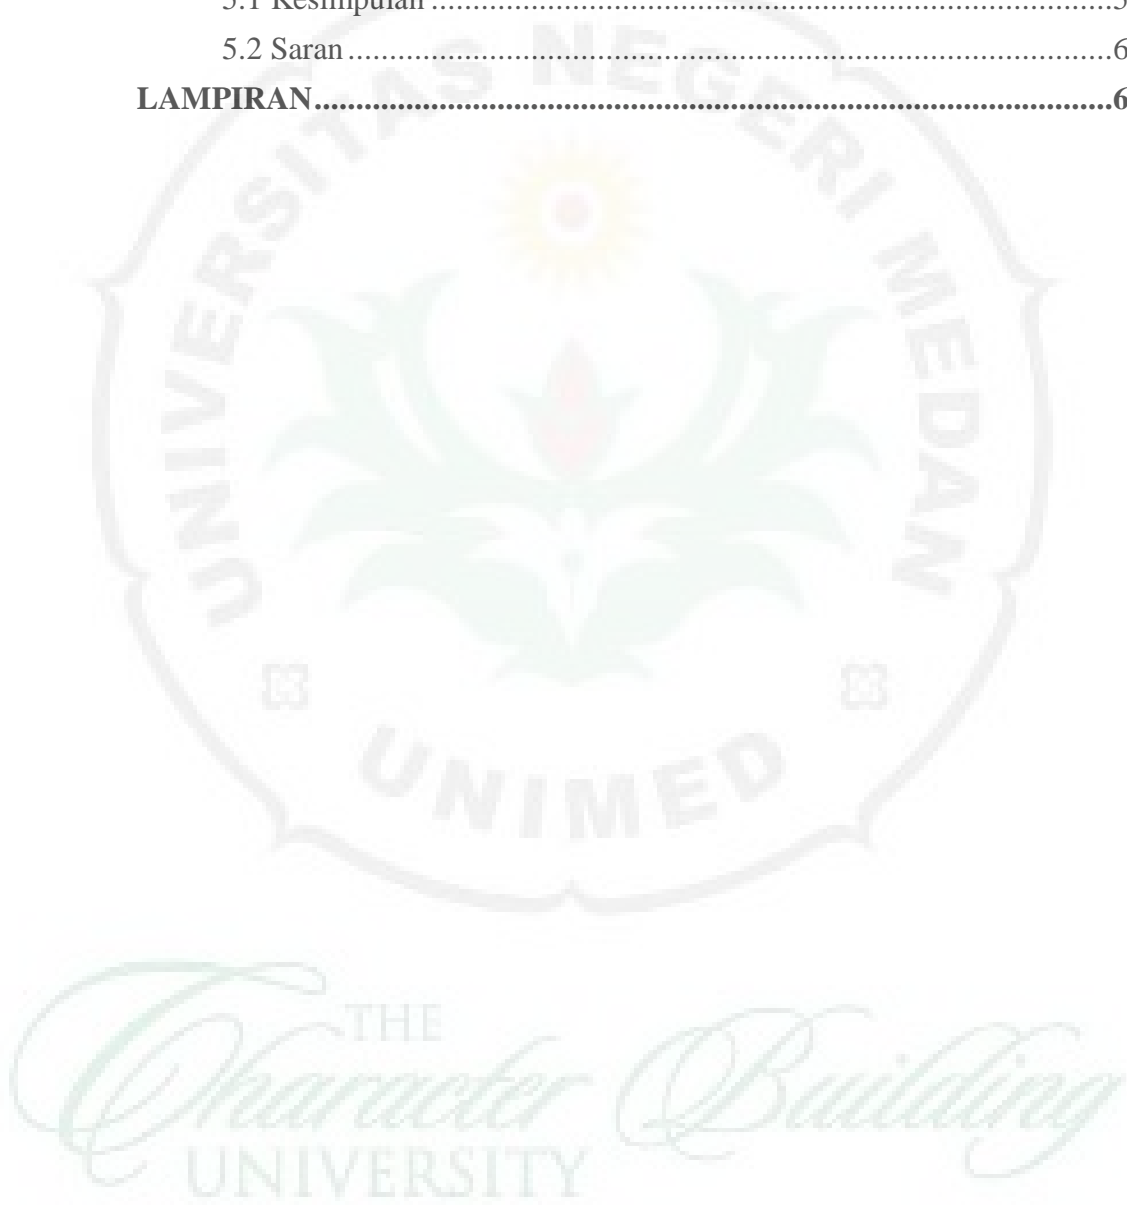 5.1 Kesimpulan........................................................................................5
5.2 Saran..................................................................................................6
LAMPIRAN................................................................................................6
UNIVERSITAS NEGERI MEDAN
UNIMED
THE
Character Building
UNIVERSITY